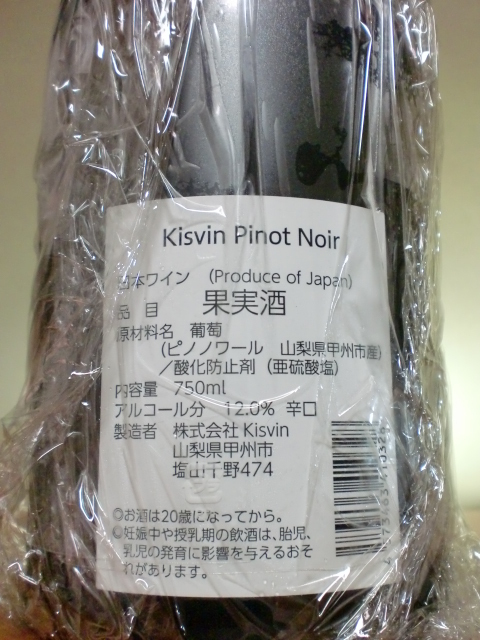 Kisvin Pinot Noir
日本ワイン (Produce of Japan)
品 目 果実酒
原材料名 葡萄
(ピノノワール 山梨県甲州市産)
/酸化防止剤(亜硫酸塩)
内容量 750ml
アルコール分 12.0% 辛口
製造者 株式会社Kisvin
山梨県甲州市
塩山千野474
◎お酒は20歳になってから。
◎妊娠中や授乳期の飲酒は、胎児、
乳児の発育に影響を与えるおそ
れがあります。